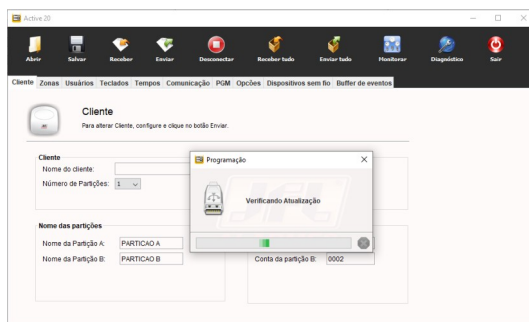 Active 20
Abrir Salvar Receber Enviar Desconectar Receber tudo Enviar tudo Monitorar Diagnóstico Sair
Cliente Zonas Usuários Teclados Tempos Comunicação PGM Opções Dispositivos sem fio Buffer de eventos
Cliente
Para alterar Cliente, configure e clique no botão Enviar.
Cliente
Nome do cliente:
Número de Partições: 1
Programação
JFL
Verificando Atualização
Nome das partições
Nome da Partição A: PARTICAO A
Nome da Partição B: PARTICAO B
Conta da partição B: 0002